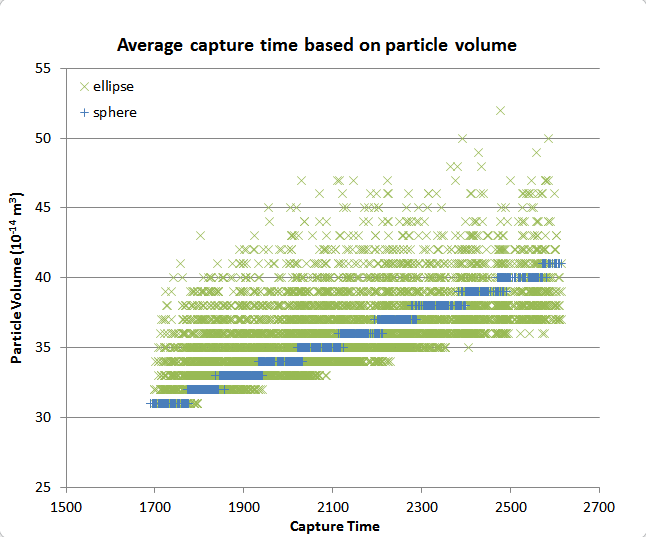 Average capture time based on particle volume
ellipse
sphere
Particle Volume (10⁻¹⁴ m³)
55
50
45
40
35
30
25
1500 1700 1900 2100 2300 2500 2700
Capture Time